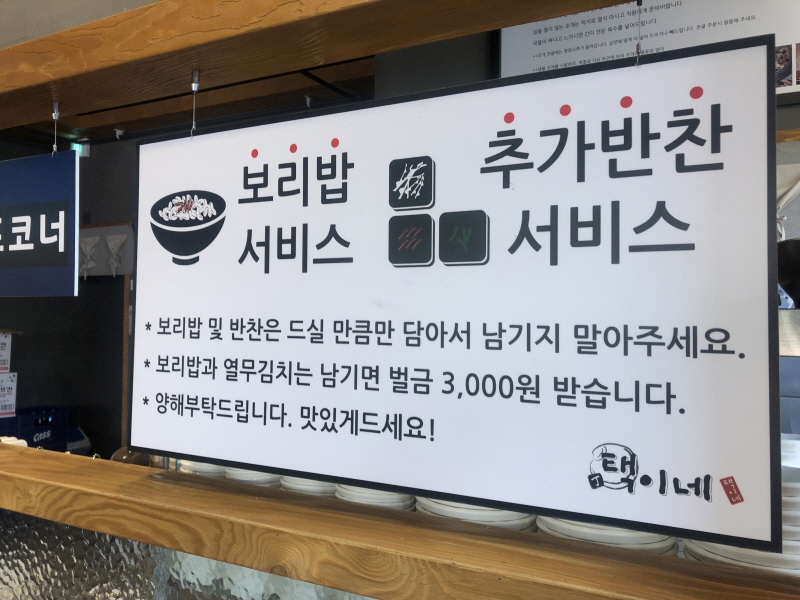 보리밥
서비스
추가반찬
서비스
* 보리밥 및 반찬은 드실 만큼만 담아서 남기지 말아주세요.
* 보리밥과 열무김치는 남기면 벌금 3,000원 받습니다.
* 양해부탁드립니다. 맛있게드세요!
택이네
택이네
코너
Cass